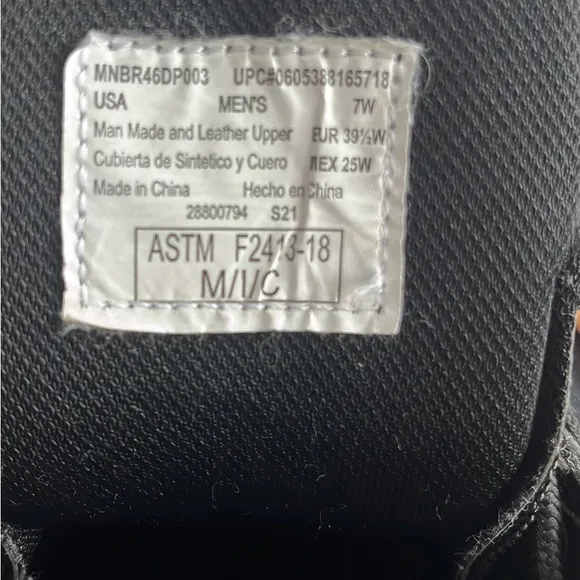 MNBR46DP003 UPC#0605388165718
USA MEN'S 7W
Man Made and Leather Upper EUR 39½W
Cubierta de Sintetico y Cuero MEX 25W
Made in China Hecho en China
28800794 S21
ASTM F2413-18
M/I/C